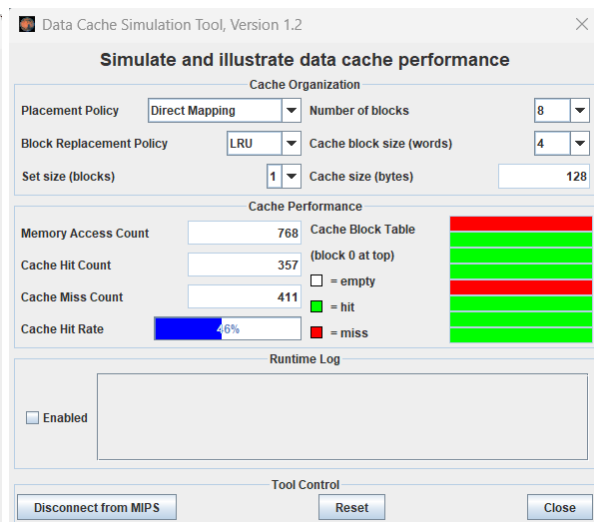 Data Cache Simulation Tool, Version 1.2
Simulate and illustrate data cache performance
Cache Organization
Placement Policy Direct Mapping Number of blocks 8
Block Replacement Policy LRU Cache block size (words) 4
Set size (blocks) 1 Cache size (bytes) 128
Cache Performance
Memory Access Count 768 Cache Block Table
(block 0 at top)
Cache Hit Count 357
= empty
Cache Miss Count 411
= hit
Cache Hit Rate 46%
= miss
Runtime Log
Enabled
Tool Control
Disconnect from MIPS Reset Close